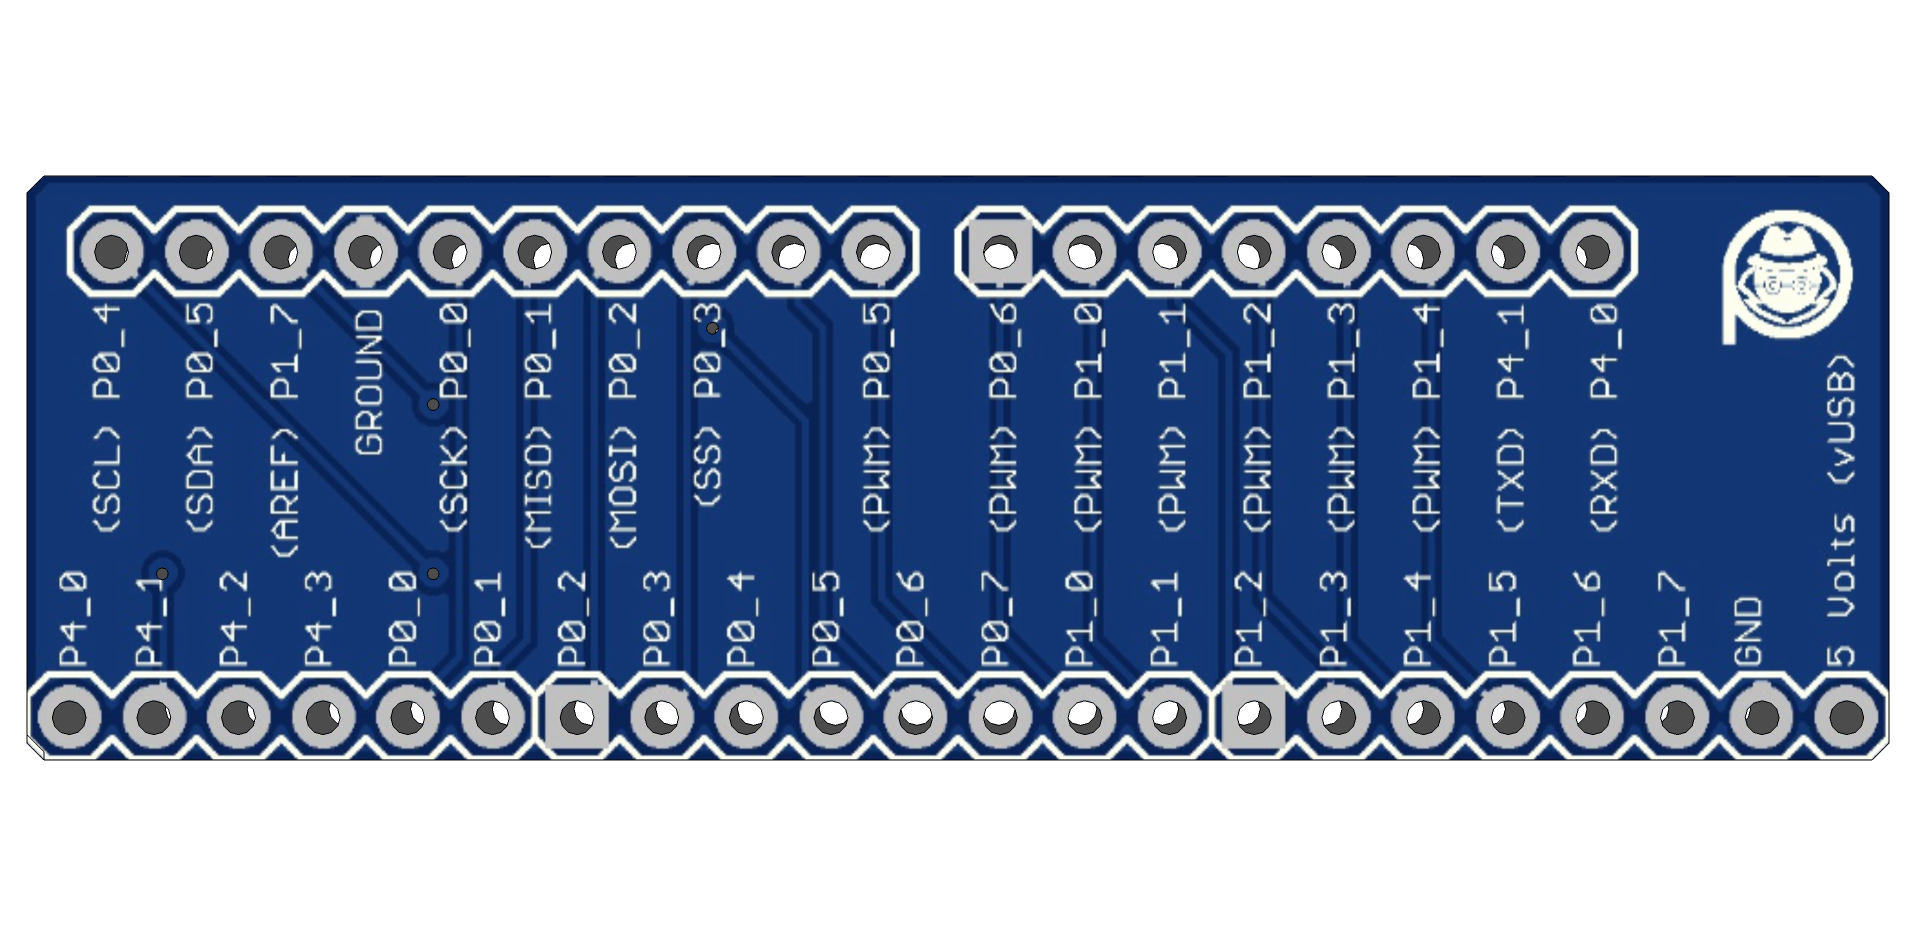 (SCL) P0_4
(SDA) P0_5
(AREF) P1_7
GROUND
(SCK) P0_0
(MISO) P0_1
(MOSI) P0_2
(SS) P0_3
(PWM) P0_5
(PWM) P0_6
(PWM) P1_0
(PWM) P1_1
(PWM) P1_2
(PWM) P1_3
(PWM) P1_4
(TXD) P4_1
(RXD) P4_0
P4_0
P4_1
P4_2
P4_3
P0_0
P0_1
P0_2
P0_3
P0_4
P0_5
P0_6
P0_7
P1_0
P1_1
P1_2
P1_3
P1_4
P1_5
P1_6
P1_7
GND
5 Volts (vUSB)